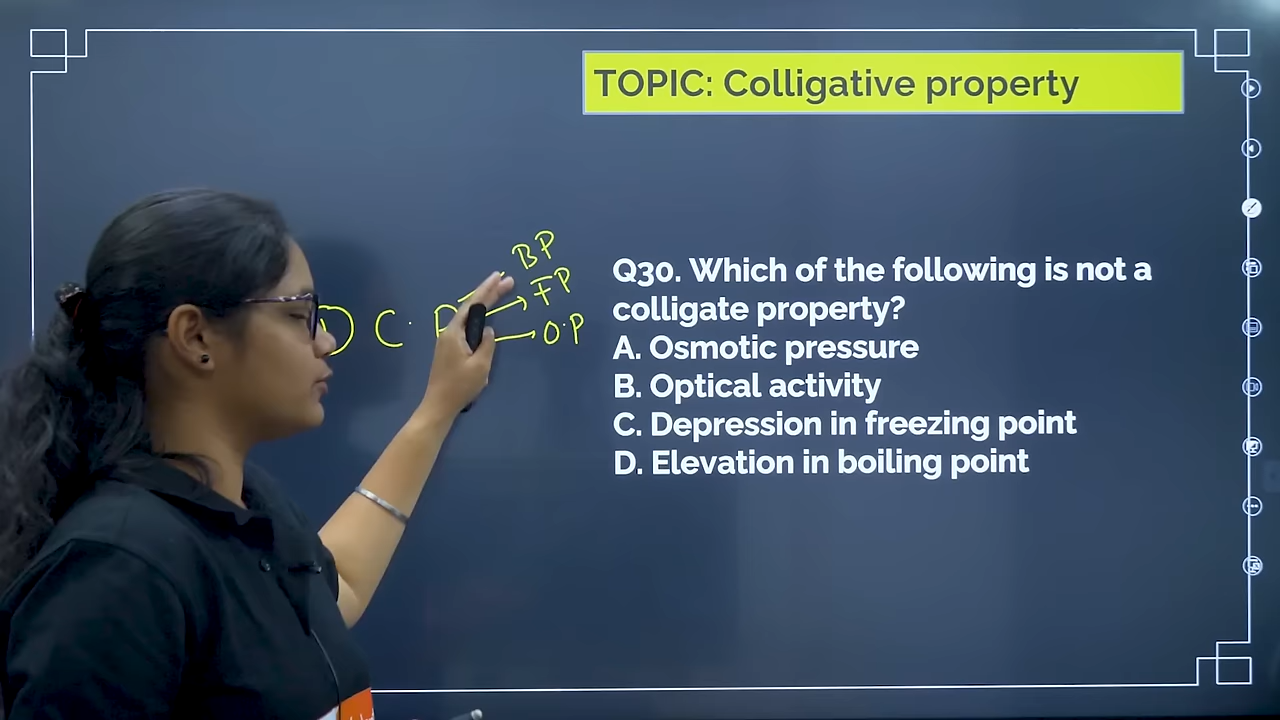 TOPIC: Colligative property
BP
FP
C. P
O.P
Q30. Which of the following is not a
colligate property?
A. Osmotic pressure
B. Optical activity
C. Depression in freezing point
D. Elevation in boiling point